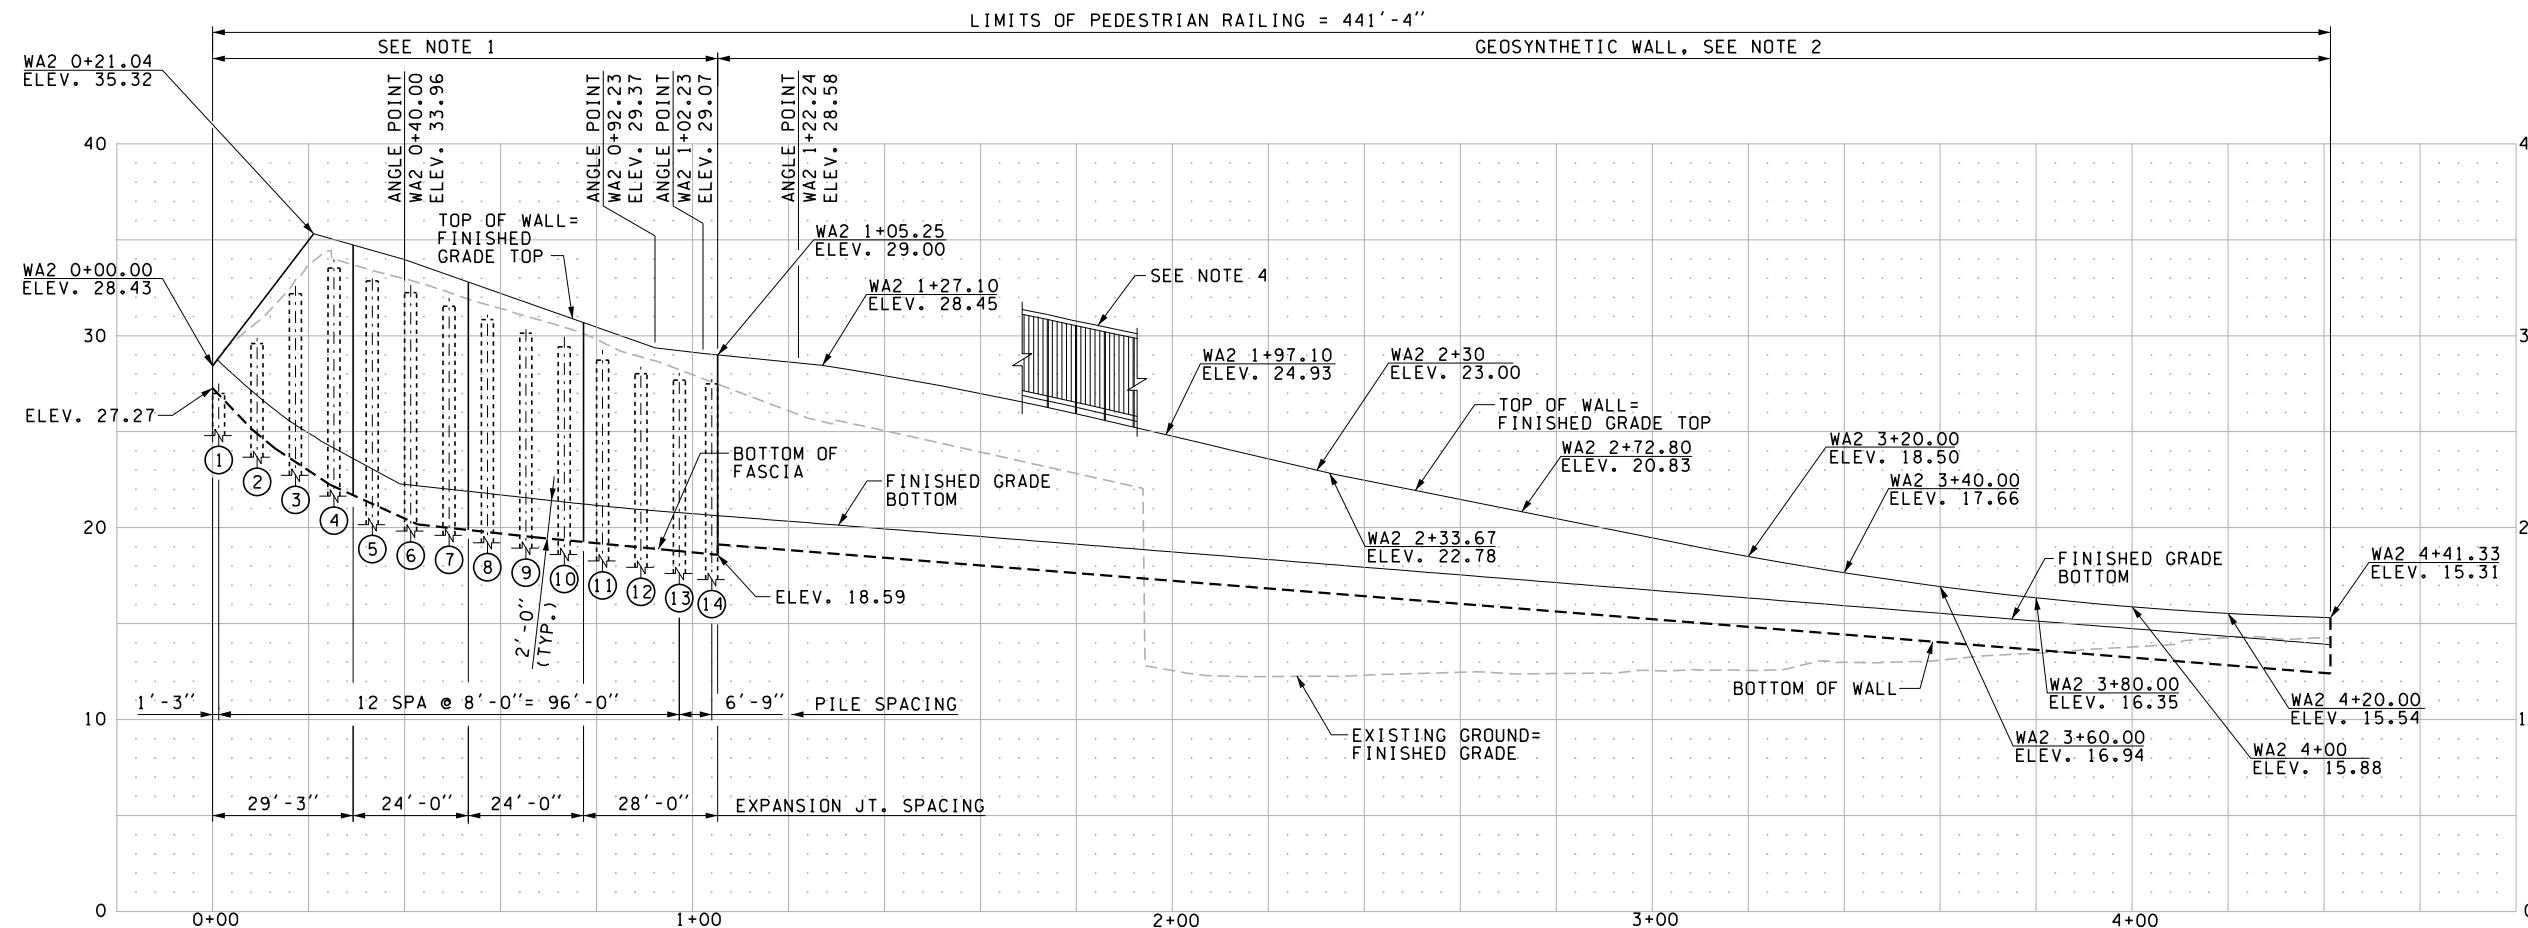 LIMITS OF PEDESTRIAN RAILING = 441'-4"
SEE NOTE 1
GEOSYNTHETIC WALL, SEE NOTE 2
WA2 0+21.04
ELEV. 35.32
ANGLE POINT
WA2 0+40.00
ELEV. 33.96
ANGLE POINT
WA2 0+92.23
ELEV. 29.37
ANGLE POINT
WA2 1+02.23
ELEV. 29.07
ANGLE POINT
WA2 1+22.24
ELEV. 28.58
40
4
TOP OF WALL=
FINISHED
GRADE TOP
WA2 1+05.25
ELEV. 29.00
WA2 0+00.00
ELEV. 28.43
WA2 1+27.10
ELEV. 28.45
SEE NOTE 4
30
3
WA2 1+97.10
ELEV. 24.93
WA2 2+30
ELEV. 23.00
ELEV. 27.27
TOP OF WALL=
FINISHED GRADE TOP
WA2 2+72.80
ELEV. 20.83
WA2 3+20.00
ELEV. 18.50
WA2 3+40.00
ELEV. 17.66
BOTTOM OF
FASCIA
FINISHED GRADE
BOTTOM
1
2
3
4
5
6
7
8
9
10
11
12
13
14
20
2
WA2 2+33.67
ELEV. 22.78
FINISHED GRADE
BOTTOM
WA2 4+41.33
ELEV. 15.31
ELEV. 18.59
2'-0"
(TYP.)
1'-3"
12 SPA @ 8'-0"= 96'-0"
6'-9"
PILE SPACING
BOTTOM OF WALL
WA2 3+80.00
ELEV. 16.35
WA2 4+20.00
ELEV. 15.54
10
1
EXISTING GROUND=
FINISHED GRADE
WA2 3+60.00
ELEV. 16.94
WA2 4+00
ELEV. 15.88
29'-3"
24'-0"
24'-0"
28'-0"
EXPANSION JT. SPACING
0
0
0+00
1+00
2+00
3+00
4+00